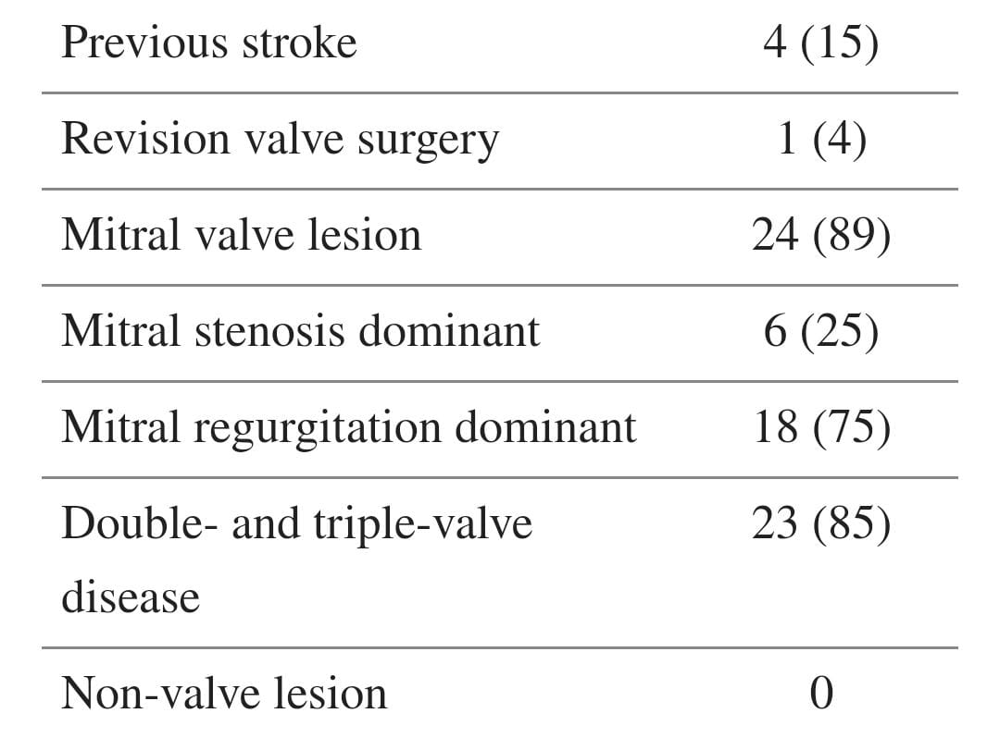 Previous stroke 4 (15)
Revision valve surgery 1 (4)
Mitral valve lesion 24 (89)
Mitral stenosis dominant 6 (25)
Mitral regurgitation dominant 18 (75)
Double- and triple-valve 23 (85)
disease
Non-valve lesion 0